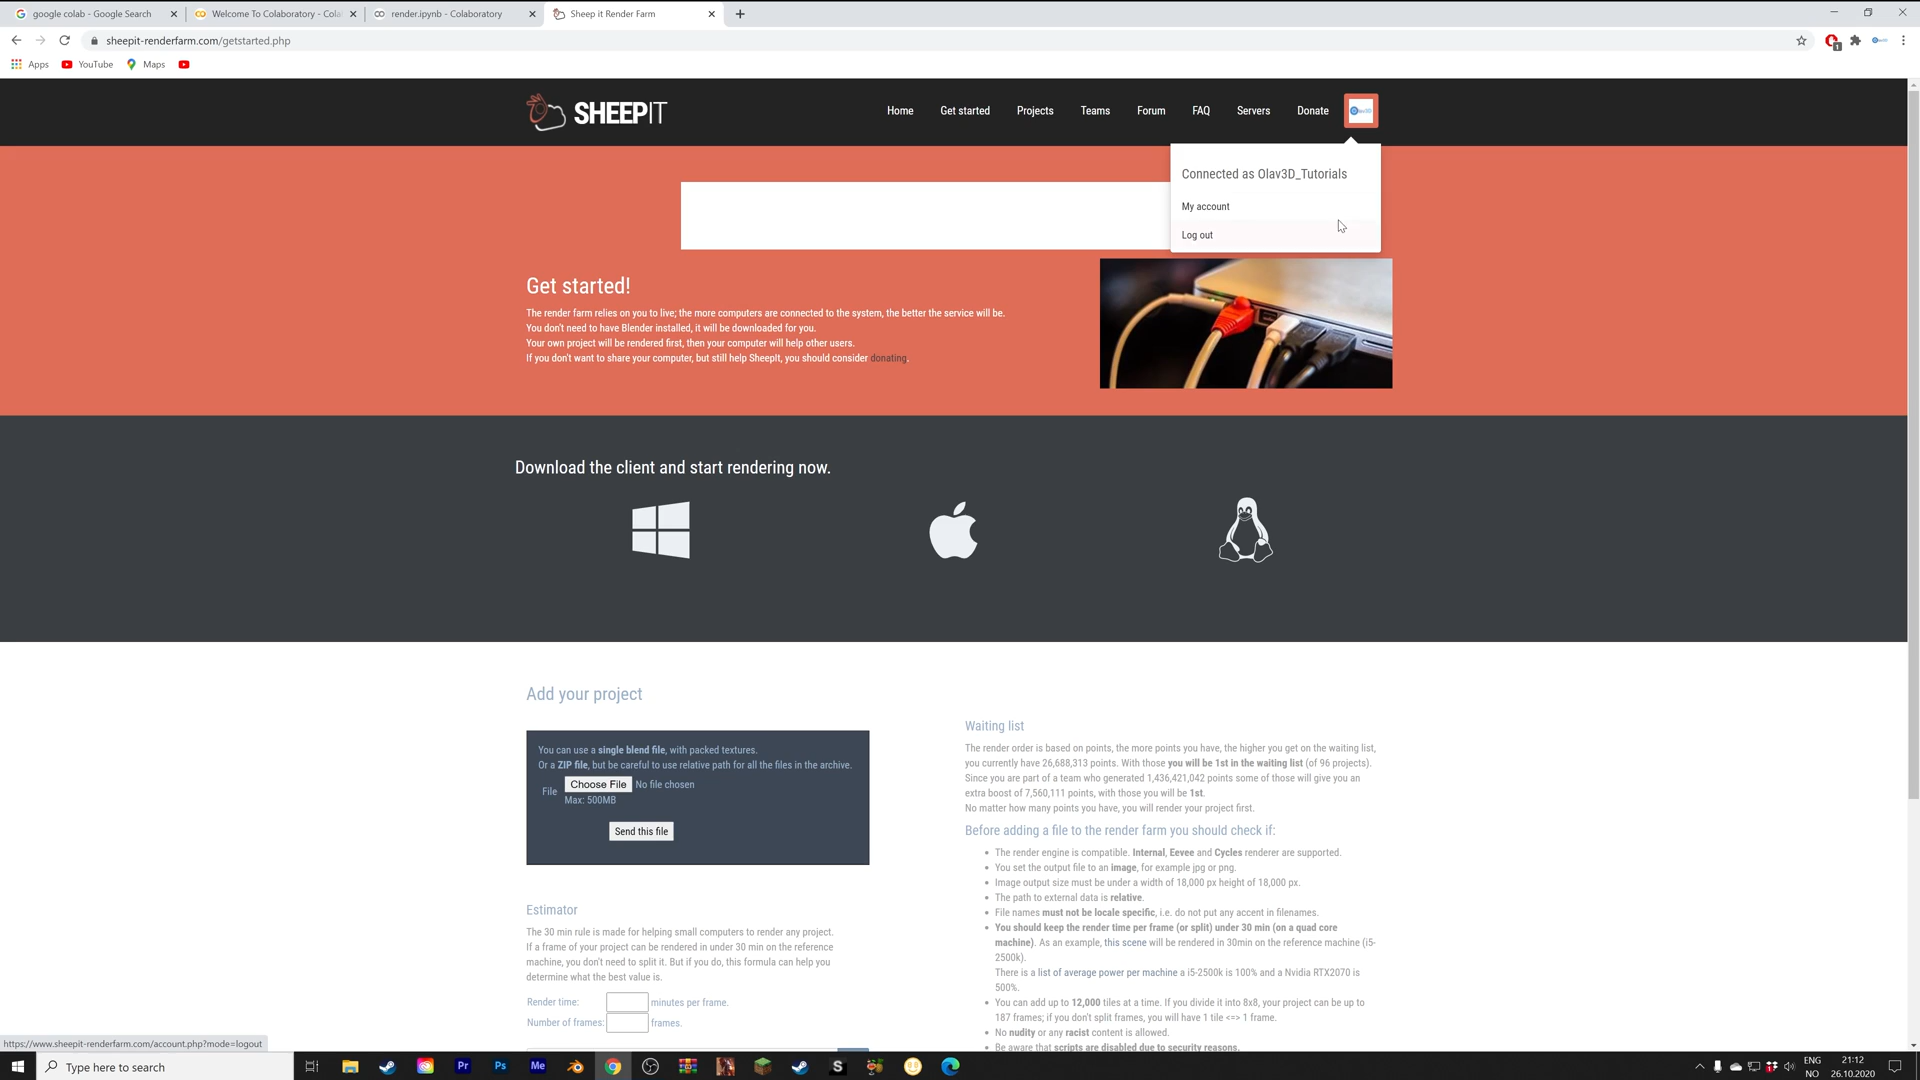 google colab - Google Search
Welcome To Colaboratory - Cola
render.ipynb - Colaboratory
Sheep it Render Farm
sheepit-renderfarm.com/getstarted.php
1
Apps
YouTube
Maps
SHEEPIT
Home
Get started
Projects
Teams
Forum
FAQ
Servers
Donate
Connected as Olav3D_Tutorials
My account
Log out
Get started!
The render farm relies on you to live; the more computers are connected to the system, the better the service will be.
You don't need to have Blender installed, it will be downloaded for you.
Your own project will be rendered first, then your computer will help other users.
If you don't want to share your computer, but still help SheepIt, you should consider donating.
Download the client and start rendering now.
Add your project
You can use a single blend file, with packed textures.
Or a ZIP file, but be careful to use relative path for all the files in the archive.
File
Choose File No file chosen
Max: 500MB
Send this file
Estimator
The 30 min rule is made for helping small computers to render any project.
If a frame of your project can be rendered in under 30 min on the reference
machine, you don't need to split it. But if you do, this formula can help you
determine what the best value is.
Render time: minutes per frame.
Number of frames: frames.
Waiting list
The render order is based on points, the more points you have, the higher you get on the waiting list,
you currently have 26,688,313 points. With those you will be 1st in the waiting list (of 96 projects).
Since you are part of a team who generated 1,436,421,042 points some of those will give you an
extra boost of 7,560,111 points, with those you will be 1st.
No matter how many points you have, you will render your project first.
Before adding a file to the render farm you should check if:
The render engine is compatible. Internal, Eevee and Cycles renderer are supported.
You set the output file to an image, for example jpg or png.
Image output size must be under a width of 18,000 px height of 18,000 px.
The path to external data is relative.
File names must not be locale specific, i.e. do not put any accent in filenames.
You should keep the render time per frame (or split) under 30 min (on a quad core
machine). As an example, this scene will be rendered in 30min on the reference machine (i5-
2500k).
There is a list of average power per machine a i5-2500k is 100% and a Nvidia RTX2070 is
500%.
You can add up to 12,000 tiles at a time. If you divide it into 8x8, your project can be up to
187 frames; if you don't split frames, you will have 1 tile <=> 1 frame.
No nudity or any racist content is allowed.
Be aware that scripts are disabled due to security reasons.
https://www.sheepit-renderfarm.com/account.php?mode=logout
Type here to search
Pr
Ps
Me
S
ENG
NO
21:12
26.10.2020